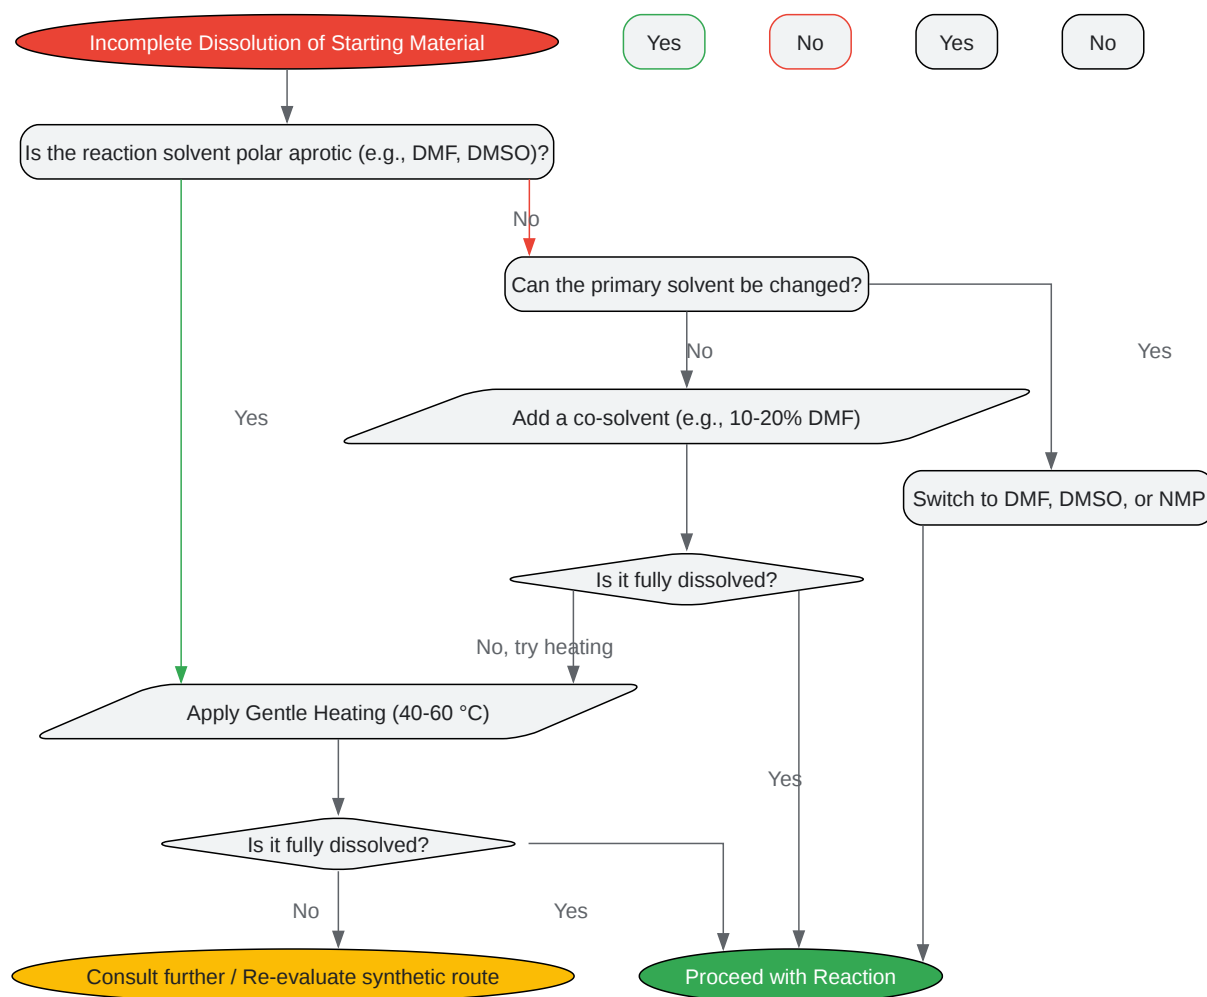 Incomplete Dissolution of Starting Material
Yes
No
Yes
No
Is the reaction solvent polar aprotic (e.g., DMF, DMSO)?
No
Can the primary solvent be changed?
No
Yes
Yes
Add a co-solvent (e.g., 10-20% DMF)
Switch to DMF, DMSO, or NMP
Is it fully dissolved?
No, try heating
Apply Gentle Heating (40-60 °C)
Yes
Is it fully dissolved?
No
Yes
Consult further / Re-evaluate synthetic route
Proceed with Reaction